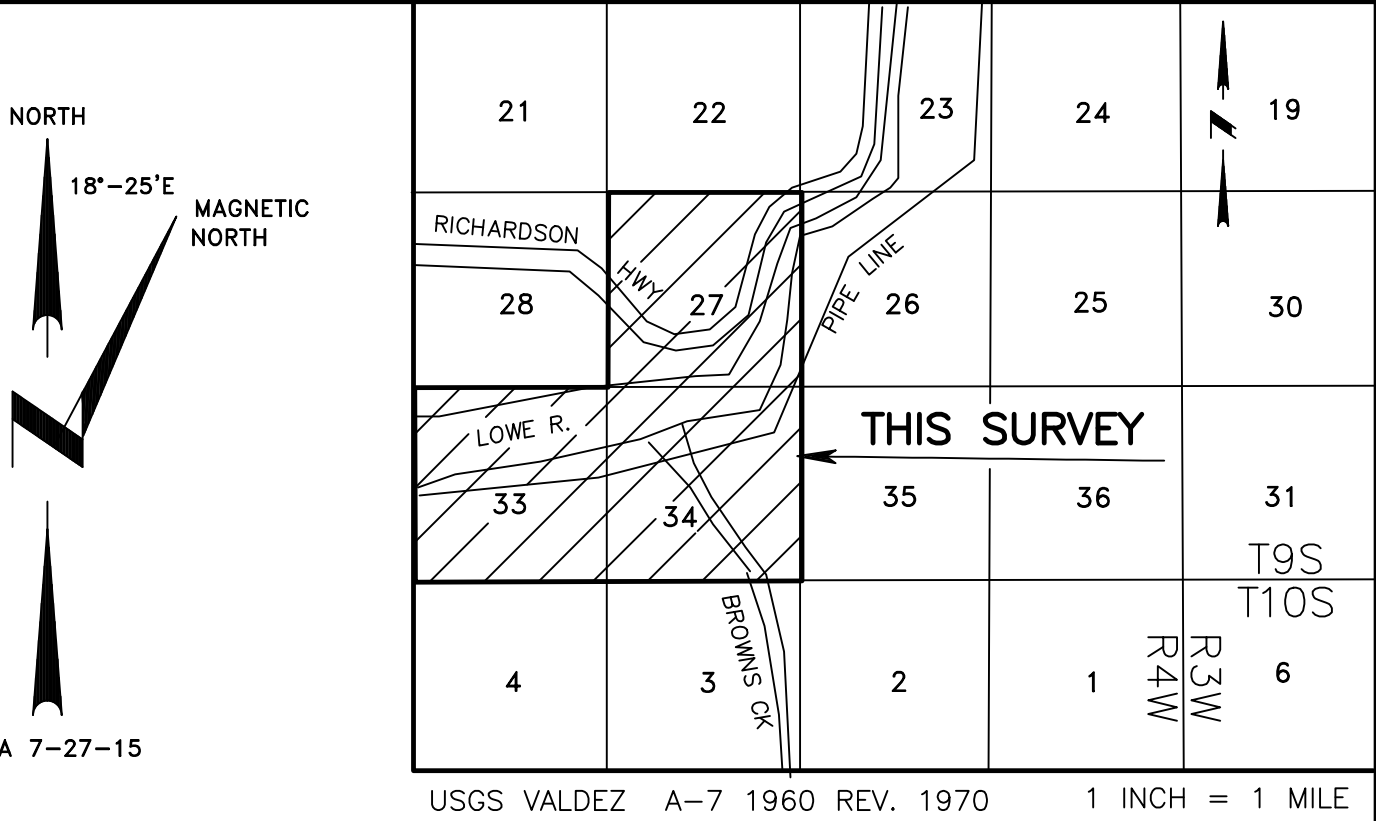 NORTH
18°-25'E
MAGNETIC
NORTH
A 7-27-15
21
22
23
24
19
RICHARDSON
HWY
28
27
PIPE LINE
26
25
30
LOWE R.
THIS SURVEY
33
34
35
36
31
T9S
T10S
BROWNS CK
R4W
R3W
4
3
2
1
6
USGS VALDEZ A-7 1960 REV. 1970
1 INCH = 1 MILE